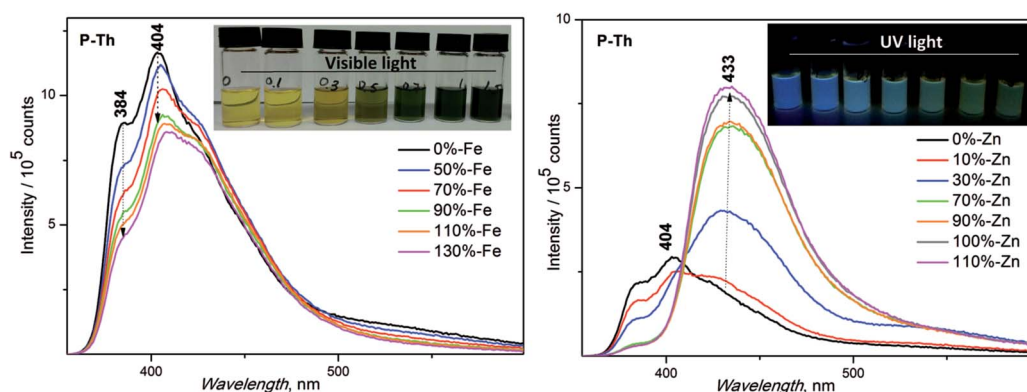 P-Th
384
404
Visible light
0 0.1 0.3 0.5 1
0%-Fe
50%-Fe
70%-Fe
90%-Fe
110%-Fe
130%-Fe
10
5
Intensity / 10⁵ counts
400
500
Wavelength, nm
10
P-Th
404
433
UV light
0%-Zn
10%-Zn
30%-Zn
70%-Zn
90%-Zn
100%-Zn
110%-Zn
5
0
Intensity / 10⁵ counts
400
500
Wavelength, nm